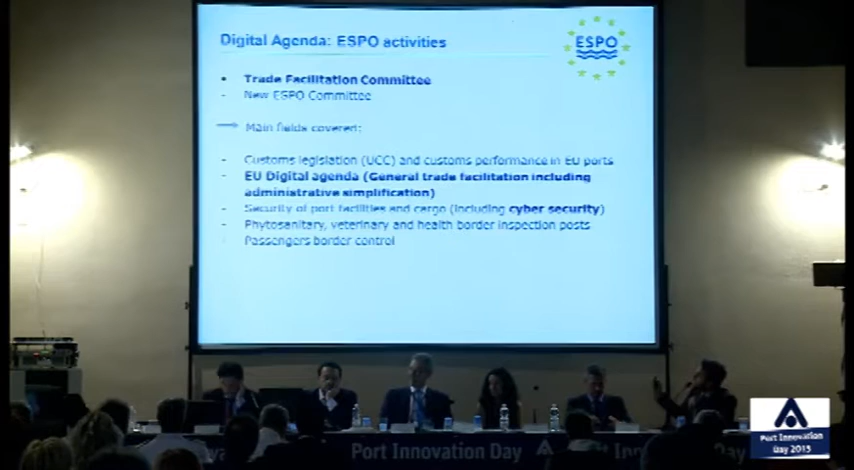 Digital Agenda: ESPO activities
ESPO
• Trade Facilitation Committee
- New ESPO Committee
Main fields covered:
- Customs legislation (UCC) and customs performance in EU ports
- EU Digital agenda (General trade facilitation including
administrative simplification)
- Security of port facilities and cargo (including cyber security)
- Phytosanitary, veterinary and health border inspection posts
- Passengers border control
Port Innovation Day
Port Innovation
Day 2015